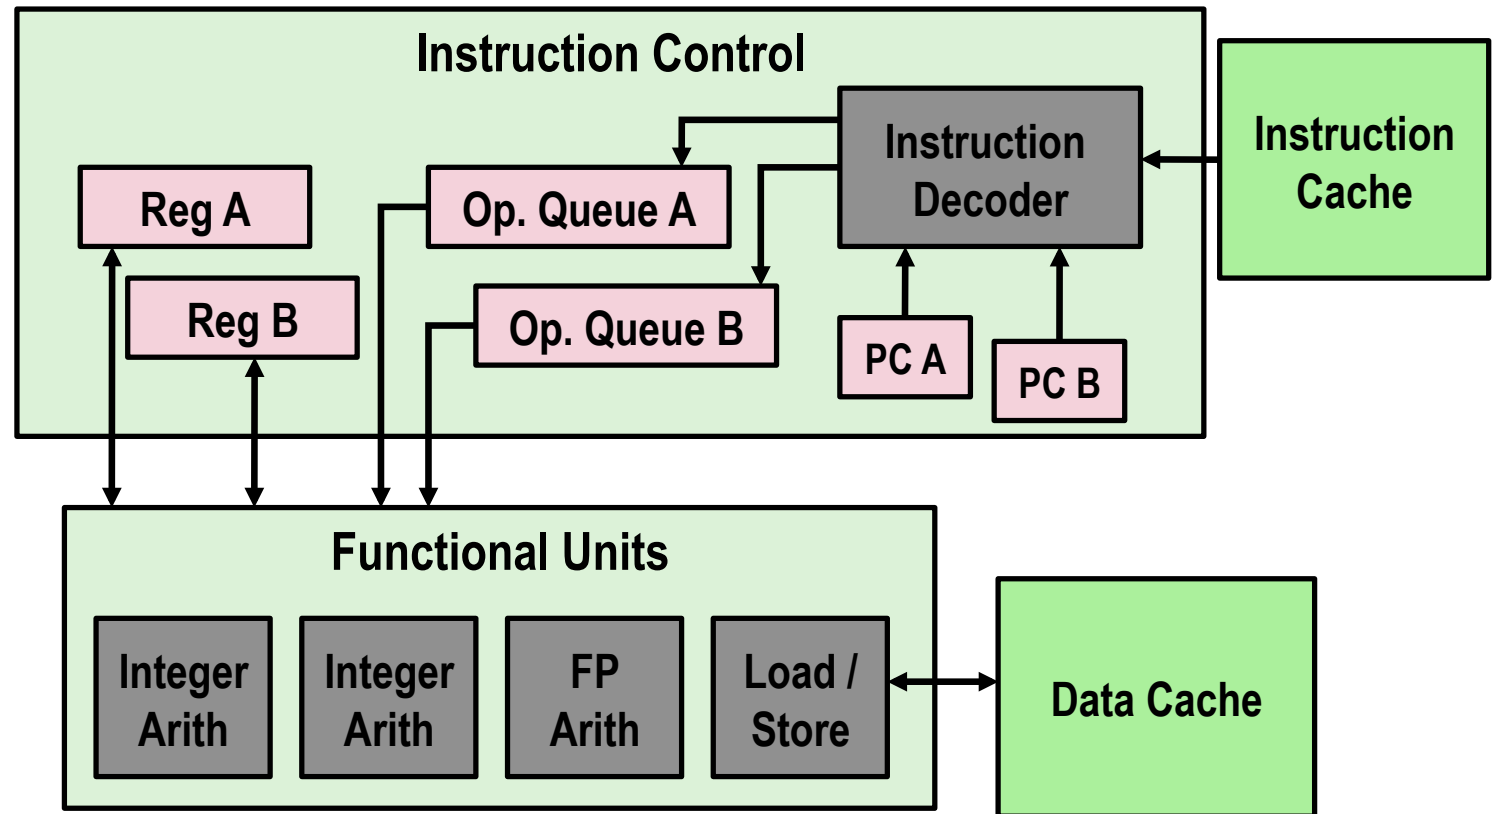 Instruction Control
Instruction
Decoder
Instruction
Cache
Reg A
Op. Queue A
Reg B
Op. Queue B
PC A
PC B
Functional Units
Integer
Arith
Integer
Arith
FP
Arith
Load /
Store
Data Cache